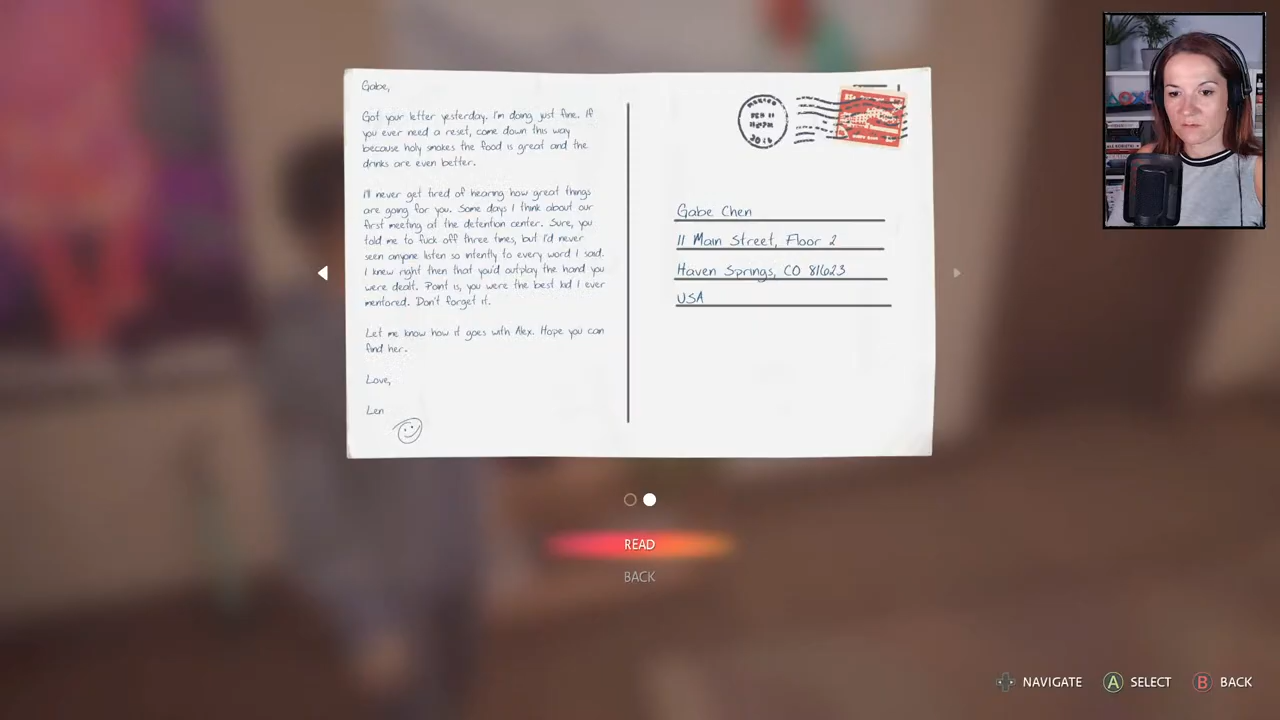 Gabe,
Got your letter yesterday. I'm doing just fine. If
you ever need a reset, come down this way
because holy smokes the food is great and the
drinks are even better.
I'll never get tired of hearing how great things
are going for you. Some days I think about our
first meeting at the detention center. Sure, you
told me to fuck off three times, but I'd never
seen anyone listen so intently to every word I said.
I knew right then that you'd outplay the hand you
were dealt. Point is, you were the best kid I ever
mentored. Don't forget it.
Let me know how it goes with Alex. Hope you can
find her.
Love,
Len
MEXICO
FEB 11
Gabe Chen
11 Main Street, Floor 2
Haven Springs, CO 81623
USA
READ
BACK
NAVIGATE
A SELECT
B BACK